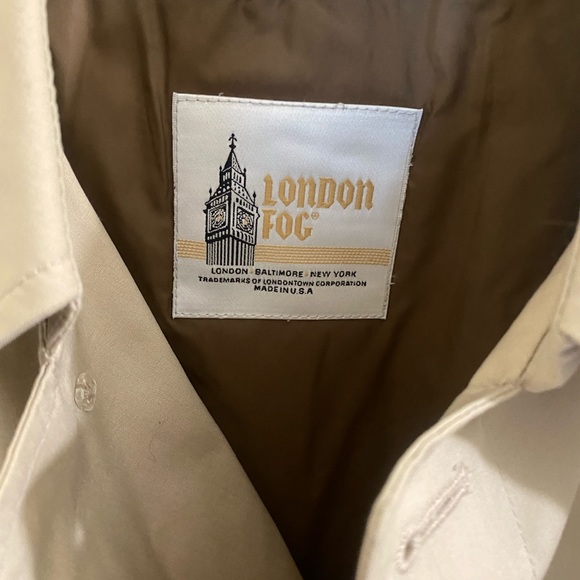 LONDON
FOG®
LONDON · BALTIMORE · NEW YORK
TRADEMARKS OF LONDONTOWN CORPORATION
MADE IN U.S.A